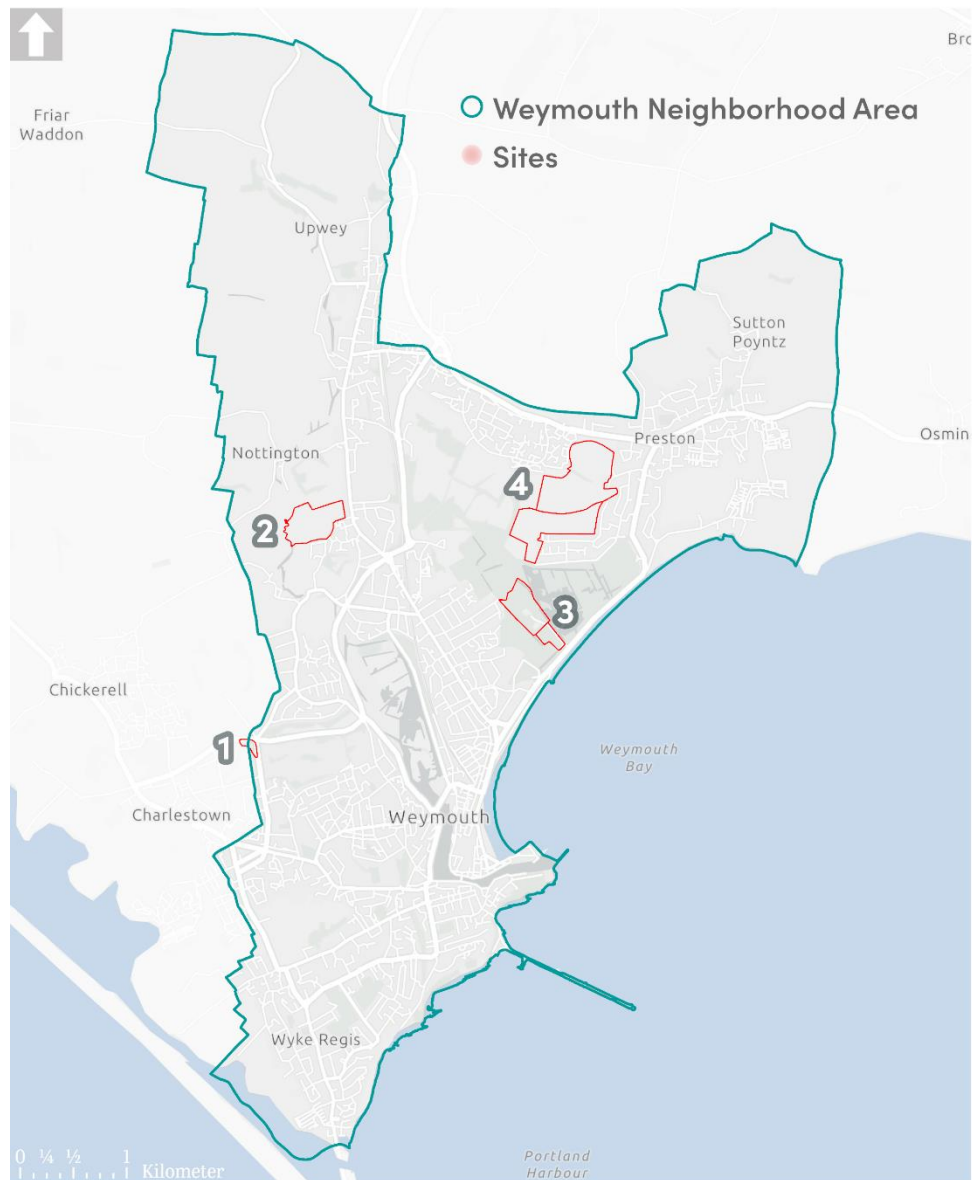 Bro
Friar
Waddon
Weymouth Neighborhood Area
Sites
Upwey
Sutton
Poyntz
Preston
Osmin
Nottington
4
2
3
Chickerell
1
Weymouth
Bay
Charlestown
Weymouth
Wyke Regis
0 ¼ ½ 1
Kilometer
Portland
Harbour